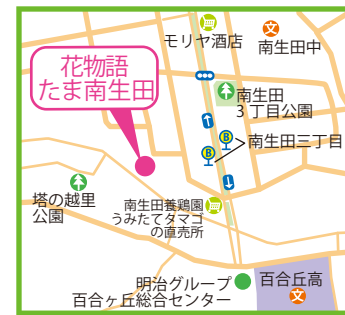 モリヤ酒店
文
南生田中
花物語
たま南生田
南生田
3丁目公園
B
南生田三丁目
B
塔の越里
公園
南生田養鶏園
うみたてタマゴ
の直売所
明治グループ
百合ヶ丘総合センター
百合丘高
文